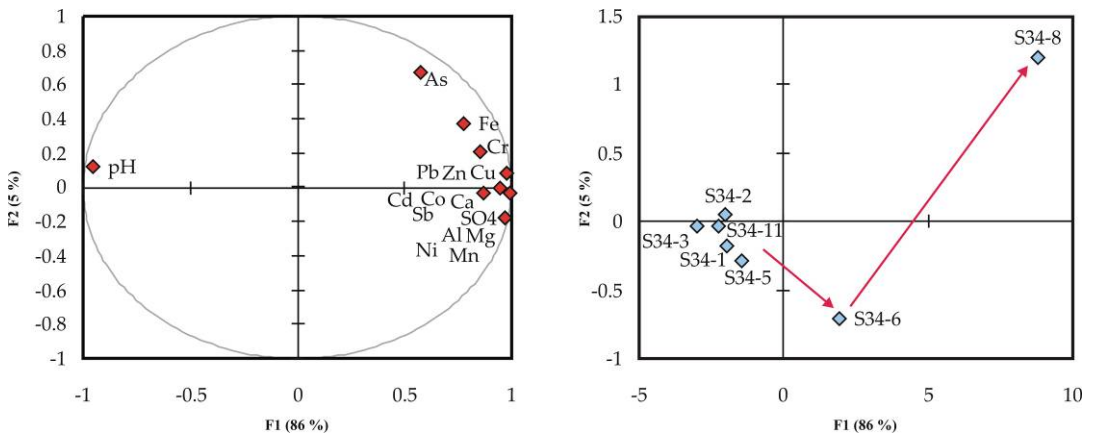 1
0.8
0.6
0.4
0.2
0
-0.2
-0.4
-0.6
-0.8
-1
F2 (5 %)
As
Fe
Cr
pH
Pb Zn Cu
Cd Co Ca
Sb SO4
Al Mg
Ni Mn
-1 -0.5 0 0.5 1
F1 (86 %)
1.5
1
0.5
0
-0.5
-1
F2 (5 %)
S34-8
S34-2
S34-3 S34-11
S34-1
S34-5
S34-6
-5 0 5 10
F1 (86 %)